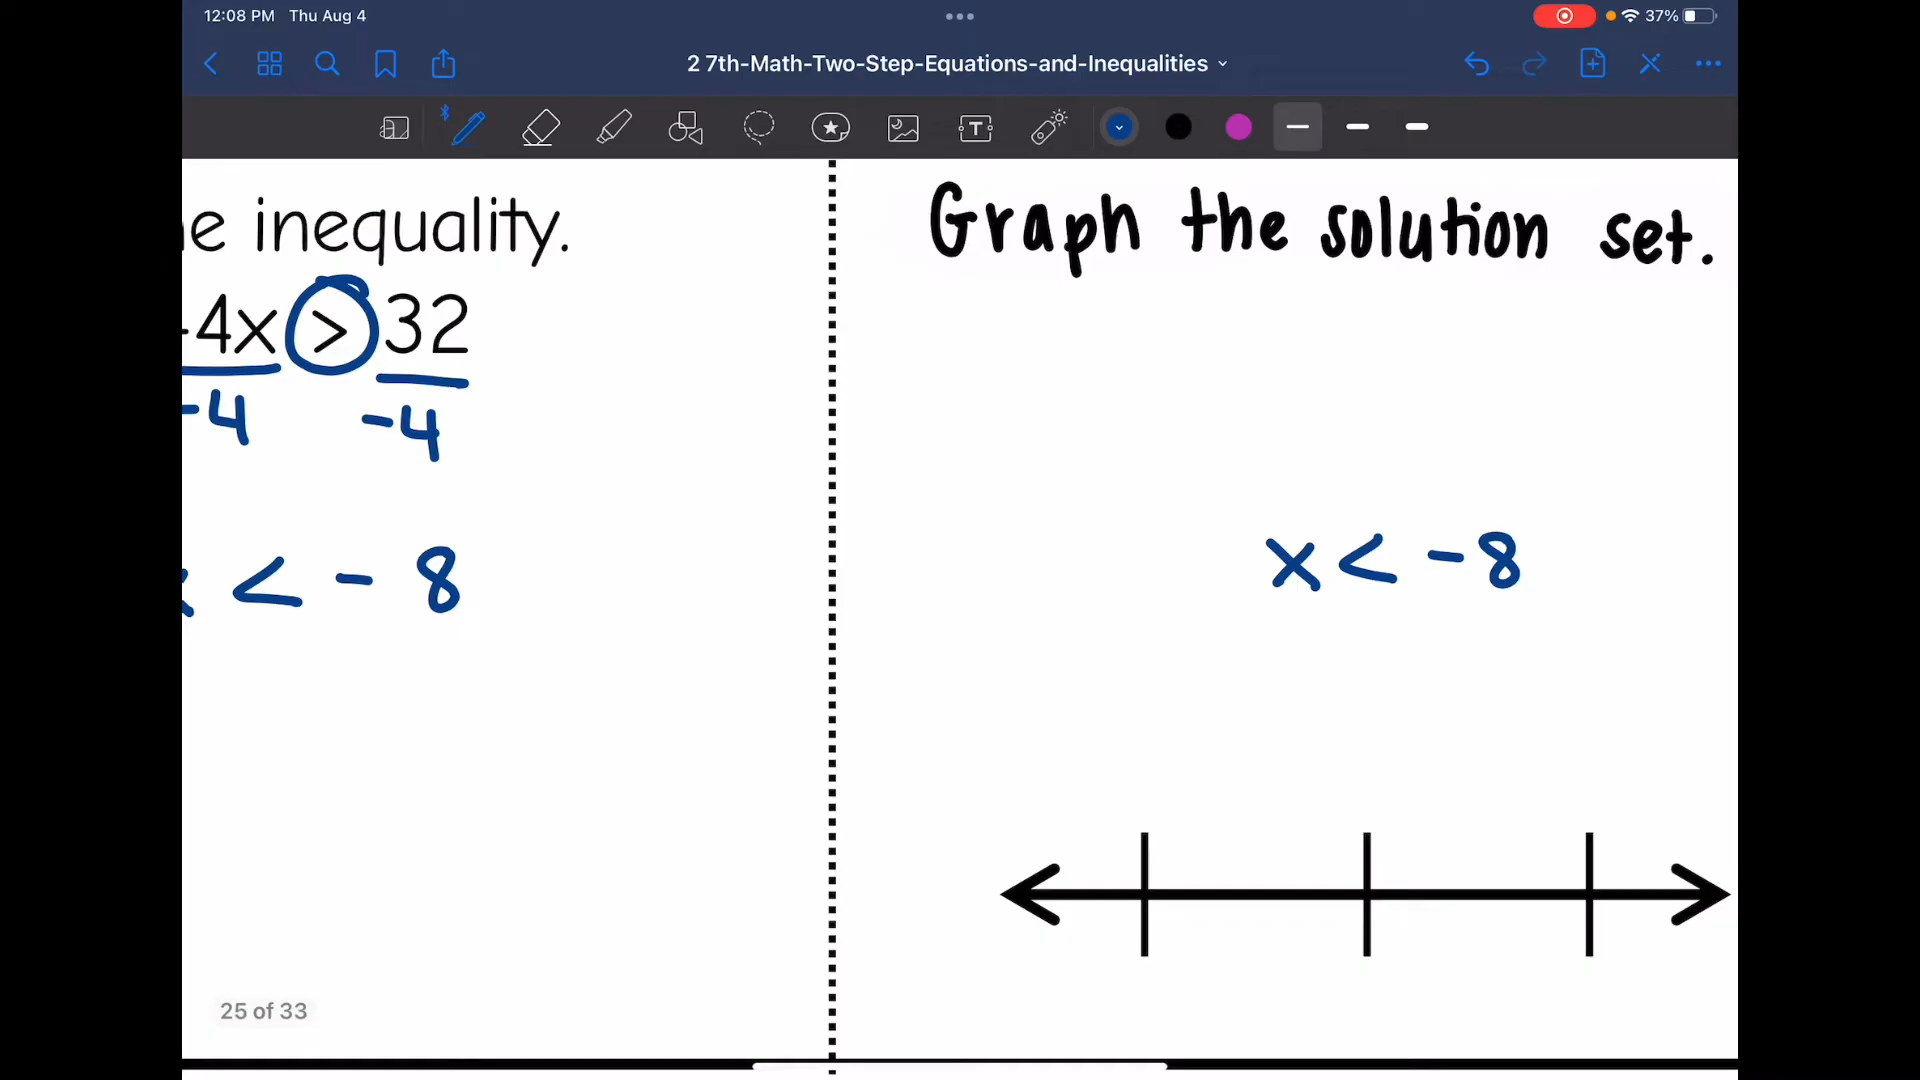 12:08 PM Thu Aug 4
37%
2 7th-Math-Two-Step-Equations-and-Inequalities
T
e inequality.
-4x > 32
-4 -4
x < - 8
Graph the solution set.
x < -8
25 of 33